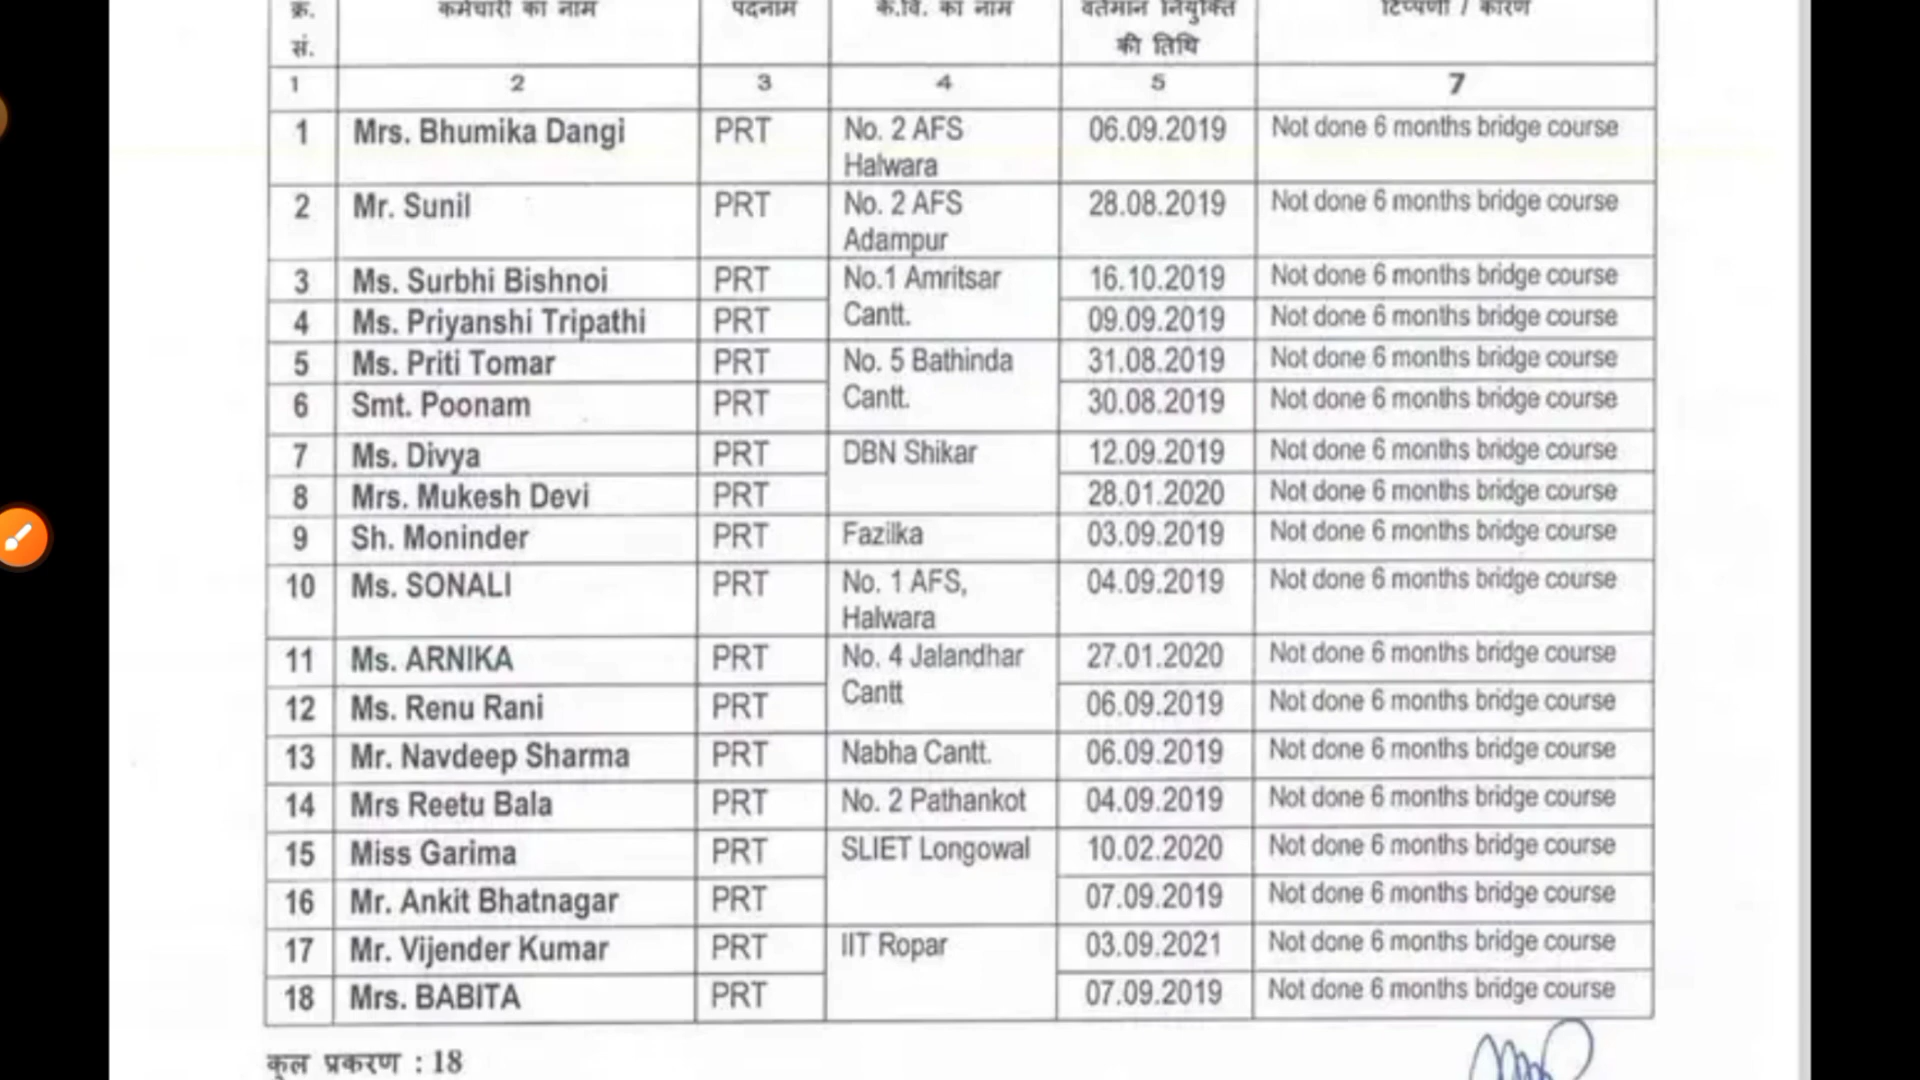 क्र. कर्मचारी का नाम पदनाम के.वि. का नाम वर्तमान नियुक्ति टिप्पणी / कारण
सं. की तिथि
1 2 3 4 5 7
1 Mrs. Bhumika Dangi PRT No. 2 AFS 06.09.2019 Not done 6 months bridge course
Halwara
2 Mr. Sunil PRT No. 2 AFS 28.08.2019 Not done 6 months bridge course
Adampur
3 Ms. Surbhi Bishnoi PRT No.1 Amritsar 16.10.2019 Not done 6 months bridge course
4 Ms. Priyanshi Tripathi PRT Cantt. 09.09.2019 Not done 6 months bridge course
5 Ms. Priti Tomar PRT No. 5 Bathinda 31.08.2019 Not done 6 months bridge course
6 Smt. Poonam PRT Cantt. 30.08.2019 Not done 6 months bridge course
7 Ms. Divya PRT DBN Shikar 12.09.2019 Not done 6 months bridge course
8 Mrs. Mukesh Devi PRT 28.01.2020 Not done 6 months bridge course
9 Sh. Moninder PRT Fazilka 03.09.2019 Not done 6 months bridge course
10 Ms. SONALI PRT No. 1 AFS, 04.09.2019 Not done 6 months bridge course
Halwara
11 Ms. ARNIKA PRT No. 4 Jalandhar 27.01.2020 Not done 6 months bridge course
12 Ms. Renu Rani PRT Cantt 06.09.2019 Not done 6 months bridge course
13 Mr. Navdeep Sharma PRT Nabha Cantt. 06.09.2019 Not done 6 months bridge course
14 Mrs Reetu Bala PRT No. 2 Pathankot 04.09.2019 Not done 6 months bridge course
15 Miss Garima PRT SLIET Longowal 10.02.2020 Not done 6 months bridge course
16 Mr. Ankit Bhatnagar PRT 07.09.2019 Not done 6 months bridge course
17 Mr. Vijender Kumar PRT IIT Ropar 03.09.2021 Not done 6 months bridge course
18 Mrs. BABITA PRT 07.09.2019 Not done 6 months bridge course
कुल प्रकरण : 18